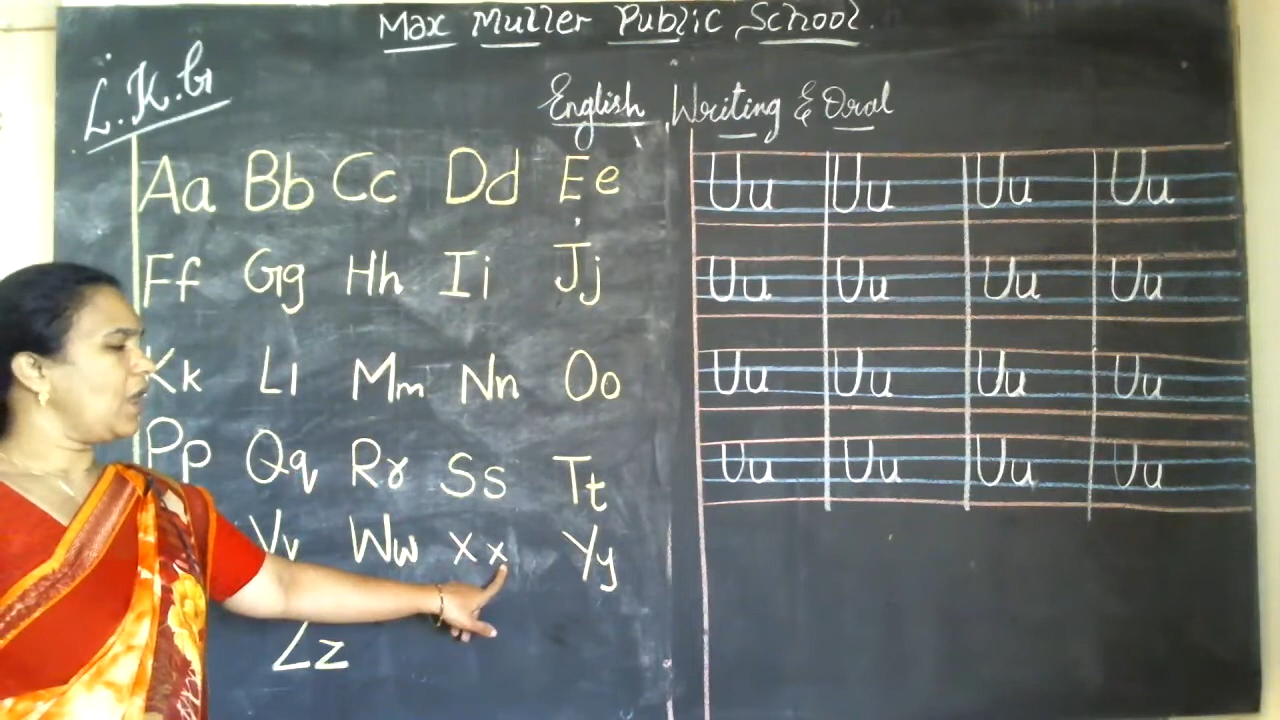 Max Muller Public School.
L.K.G
English Writing & Oral
Aa Bb Cc Dd Ee
Ff Gg Hh Ii Jj
Kk Ll Mm Nn Oo
Pp Qq Rr Ss Tt
Vv Ww Xx Yy
Zz
Uu Uu Uu Uu
Uu Uu Uu Uu
Uu Uu Uu Uu
Uu Uu Uu Uu